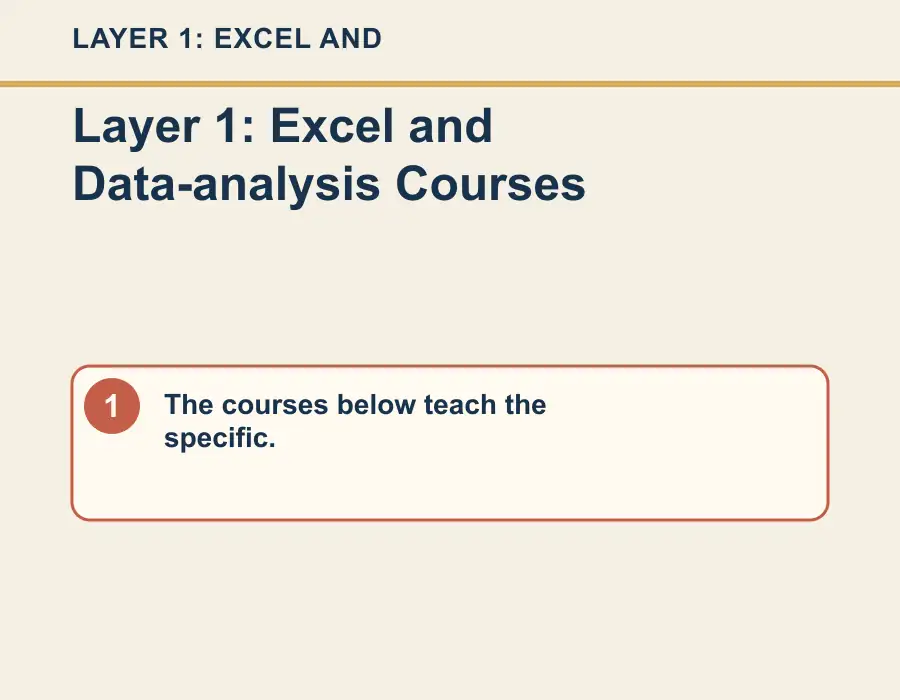 LAYER 1: EXCEL AND
Layer 1: Excel and
Data-analysis Courses
1
The courses below teach the
specific.